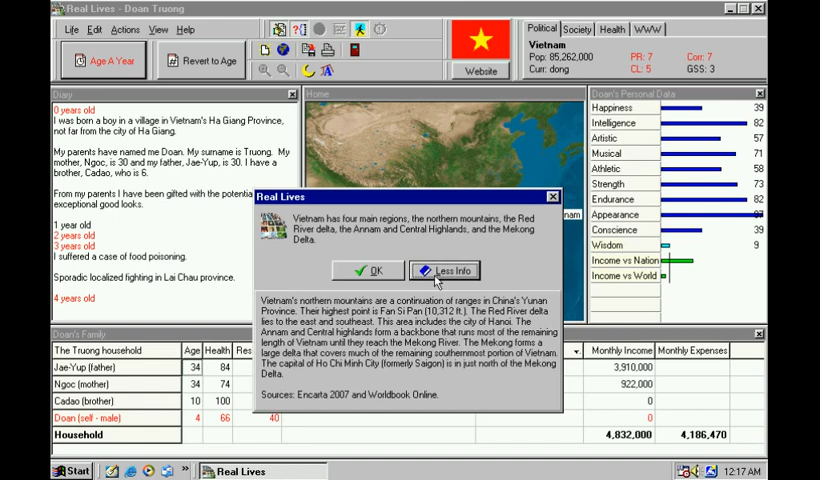 Real Lives - Doan Truong
Life Edit Actions View Help
Age A Year
Revert to Age
Website
Political Society Health WWW
Vietnam
Pop: 85,262,000 PR: 7 Corr: 7
Curr: dong CL: 5 GSS: 3
Diary
0 years old
I was born a boy in a village in Vietnam's Ha Giang Province,
not far from the city of Ha Giang.
My parents have named me Doan. My surname is Truong. My
mother, Ngoc, is 30 and my father, Jae-Yup, is 30. I have a
brother, Cadao, who is 6.
From my parents I have been gifted with the potential
exceptional good looks.
1 year old
2 years old
3 years old
I suffered a case of food poisoning.
Sporadic localized fighting in Lai Chau province.
4 years old
Home
nam
Doan's Personal Data
Happiness 39
Intelligence 82
Artistic 57
Musical 71
Athletic 58
Strength 73
Endurance 82
Appearance 87
Conscience 39
Wisdom 9
Income vs Nation
Income vs World
Real Lives
Vietnam has four main regions, the northern mountains, the Red
River delta, the Annam and Central Highlands, and the Mekong
Delta.
OK
Less Info
Vietnam's northern mountains are a continuation of ranges in China's Yunan
Province. Their highest point is Fan Si Pan (10,312 ft.). The Red River delta
lies to the east and southeast. This area includes the city of Hanoi. The
Annam and Central highlands form a backbone that runs most of the remaining
length of Vietnam until they reach the Mekong River. The Mekong forms a
large delta that covers much of the remaining southernmost portion of Vietnam.
The capital of Ho Chi Minh City (formerly Saigon) is in just north of the Mekong
Delta.
Sources: Encarta 2007 and Worldbook Online.
Doan's Family
The Truong household Age Health Res Monthly Income Monthly Expenses
Jae-Yup (father) 34 84 3,910,000
Ngoc (mother) 34 74 922,000
Cadao (brother) 10 100 0
Doan (self - male) 4 66 40 0
Household 4,832,000 4,186,470
Start
Real Lives
12:17 AM